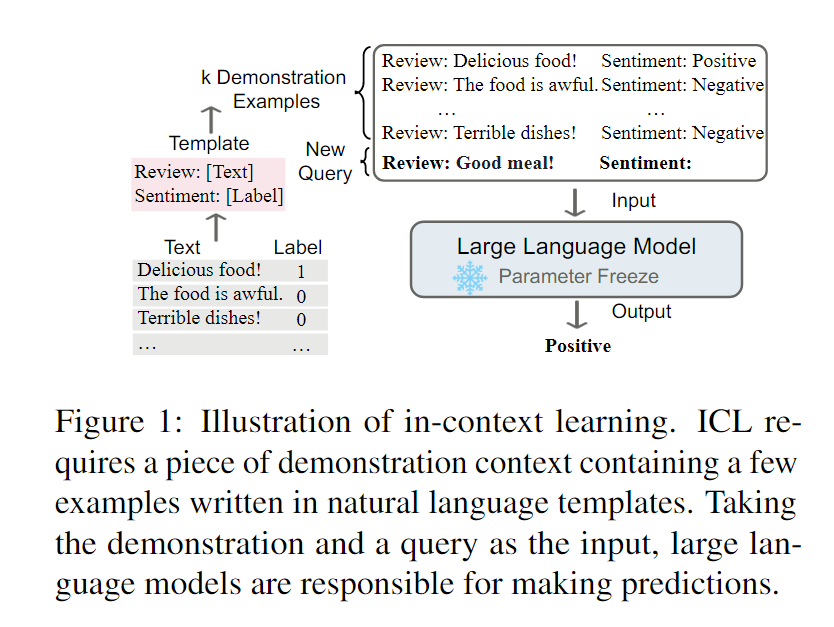 k Demonstration
Examples
Review: Delicious food! Sentiment: Positive
Review: The food is awful. Sentiment: Negative
... ...
Review: Terrible dishes! Sentiment: Negative
New
Query
Review: Good meal! Sentiment:
Template
Review: [Text]
Sentiment: [Label]
Text Label
Delicious food! 1
The food is awful. 0
Terrible dishes! 0
... ...
Input
Large Language Model
Parameter Freeze
Output
Positive
Figure 1: Illustration of in-context learning. ICL re-
quires a piece of demonstration context containing a few
examples written in natural language templates. Taking
the demonstration and a query as the input, large lan-
guage models are responsible for making predictions.